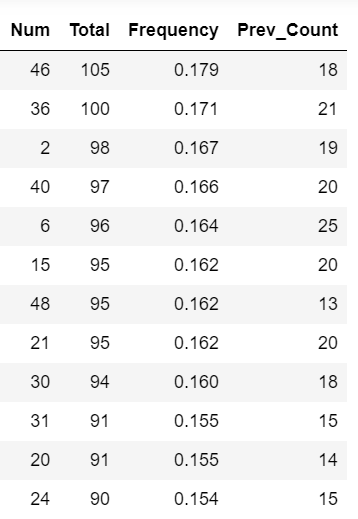 Num Total Frequency Prev_Count
46 105 0.179 18
36 100 0.171 21
2 98 0.167 19
40 97 0.166 20
6 96 0.164 25
15 95 0.162 20
48 95 0.162 13
21 95 0.162 20
30 94 0.160 18
31 91 0.155 15
20 91 0.155 14
24 90 0.154 15